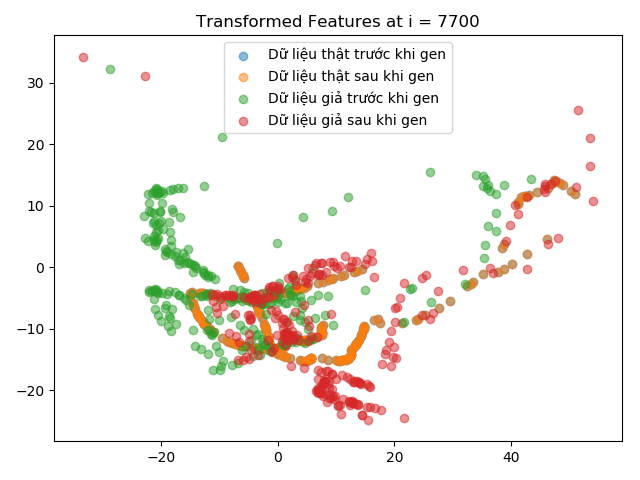 Transformed Features at i = 7700
Dữ liệu thật trước khi gen
Dữ liệu thật sau khi gen
Dữ liệu giả trước khi gen
Dữ liệu giả sau khi gen
30
20
10
0
−10
−20
−20 0 20 40